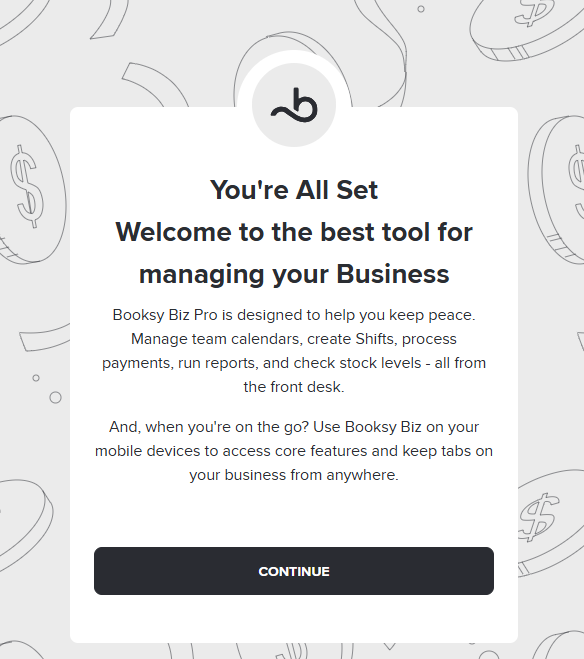 You're All Set
Welcome to the best tool for
managing your Business
Booksy Biz Pro is designed to help you keep peace.
Manage team calendars, create Shifts, process
payments, run reports, and check stock levels - all from
the front desk.
And, when you're on the go? Use Booksy Biz on your
mobile devices to access core features and keep tabs on
your business from anywhere.
CONTINUE